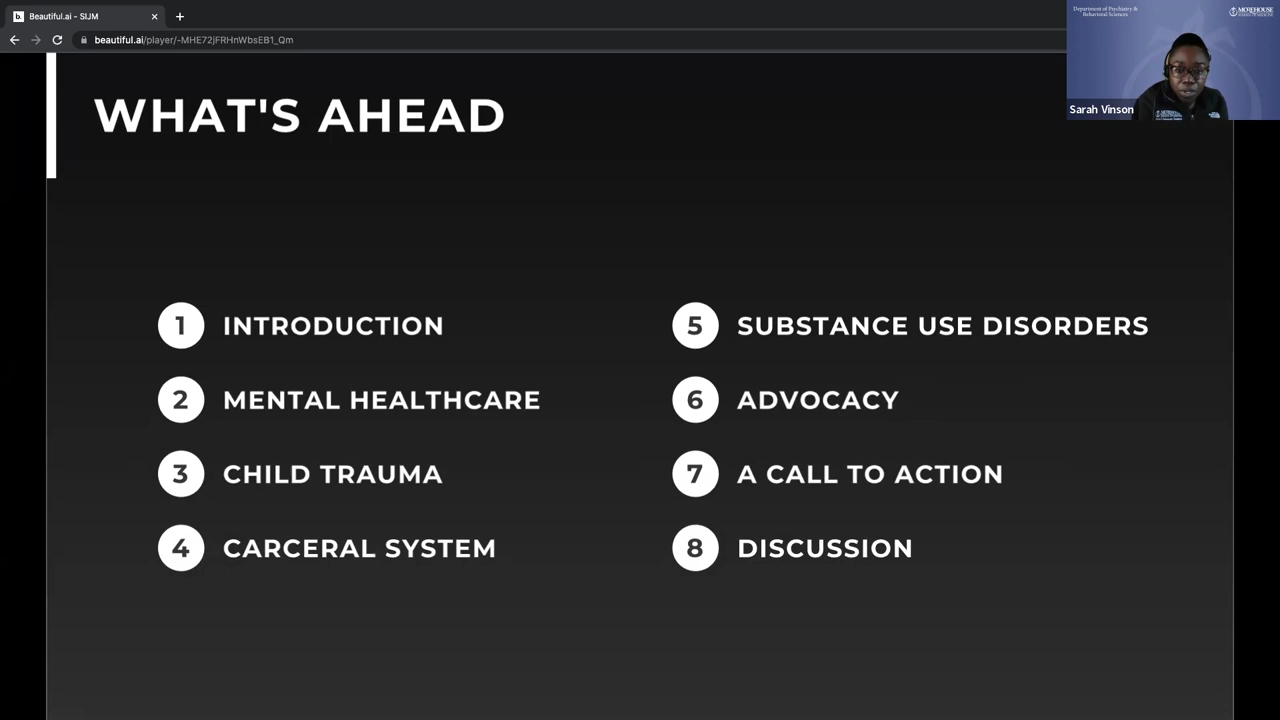 Beautiful.ai - SIJM
beautiful.ai/player/-MHE72jFRHnWbsEB1_Qm
Department of Psychiatry &
Behavioral Sciences
MOREHOUSE
Sarah Vinson
WHAT'S AHEAD
1 INTRODUCTION
2 MENTAL HEALTHCARE
3 CHILD TRAUMA
4 CARCERAL SYSTEM
5 SUBSTANCE USE DISORDERS
6 ADVOCACY
7 A CALL TO ACTION
8 DISCUSSION